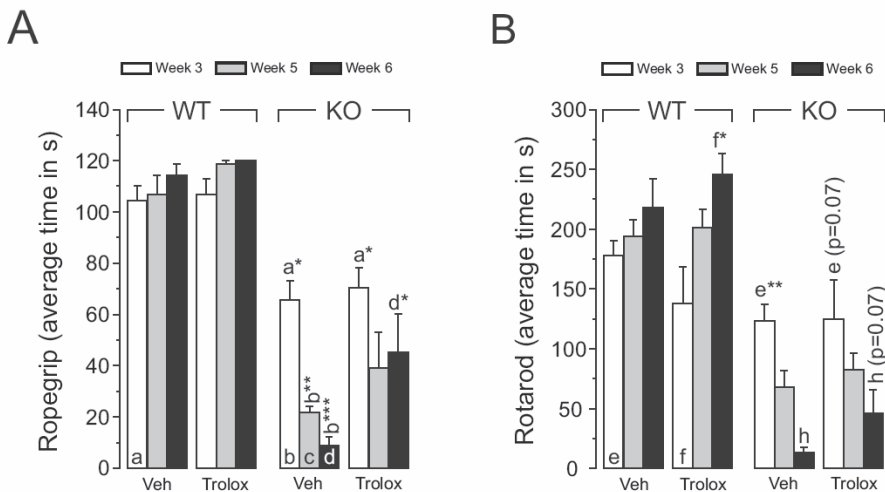 A
Week 3 Week 5 Week 6
WT KO
Ropegrip (average time in s)
140
120
100
80
60
40
20
0
a
a*
b
b**
c
b***
d
a*
d*
Veh Trolox Veh Trolox
B
Week 3 Week 5 Week 6
WT KO
Rotarod (average time in s)
300
250
200
150
100
50
0
e
f
f*
e**
h
e (p=0.07)
h (p=0.07)
Veh Trolox Veh Trolox